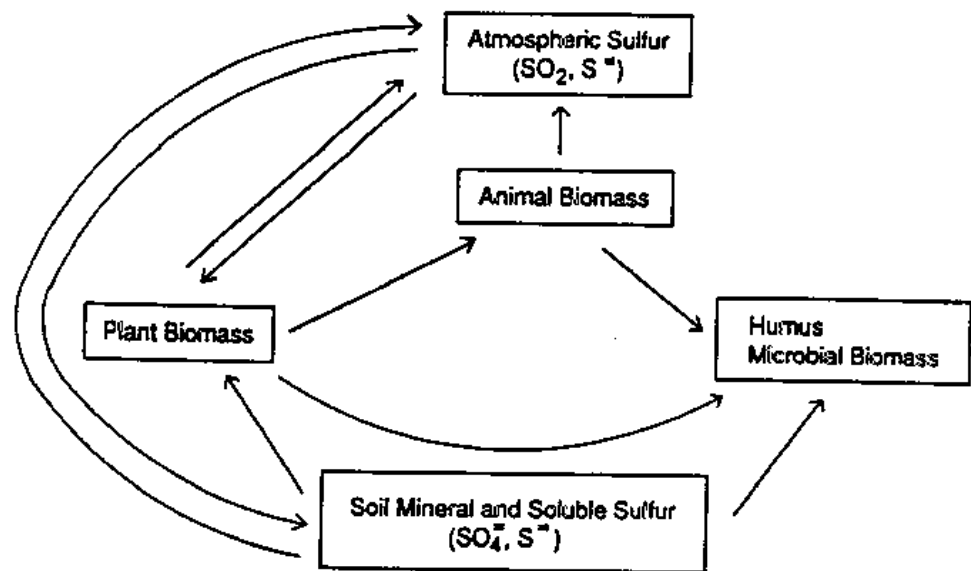 Atmospheric Sulfur
(SO₂, S⁼)
Animal Biomass
Plant Biomass
Humus
Microbial Biomass
Soil Mineral and Soluble Sulfur
(SO₄⁼, S⁼)